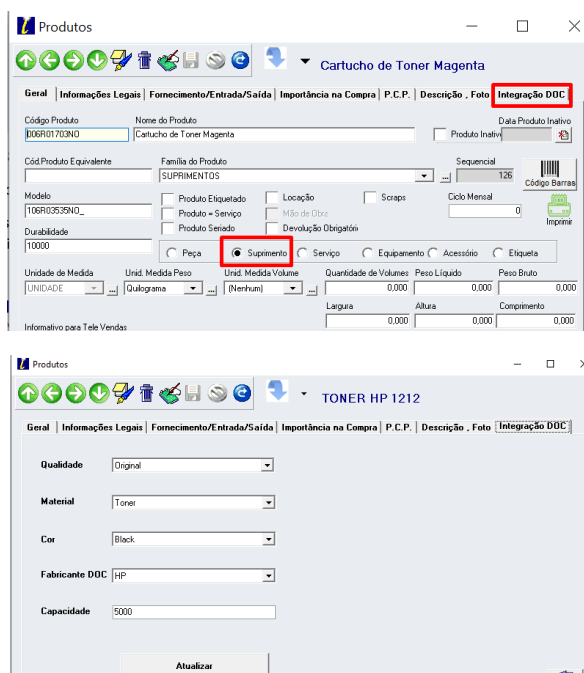 Produtos
Cartucho de Toner Magenta
Geral Informações Legais Fornecimento/Entrada/Saída Importância na Compra P.C.P. Descrição , Foto Integração DOC
Código Produto Nome do Produto Data Produto Inativo
006R01703NO Cartucho de Toner Magenta Produto Inativo
Cód.Produto Equivalente Família do Produto Sequencial
SUPRIMENTOS ... 126 Código Barras
Modelo Produto Etiquetado Locação Scraps Ciclo Mensal
106R03535NO_ Produto + Serviço Mão de Obra 0 Imprimir
Durabilidade Produto Seriado Devolução Obrigatóri
10000 Peça Suprimento Serviço Equipamento Acessório Etiqueta
Unidade de Medida Unid. Medida Peso Unid. Medida Volume Quantidade de Volumes Peso Líquido Peso Bruto
UNIDADE ... Quilograma ... (Nenhum) ... 0,000 0,000 0,000
Largura Altura Comprimento
Informativo para Tele Vendas 0,000 0,000 0,000
Produtos
TONER HP 1212
Geral Informações Legais Fornecimento/Entrada/Saída Importância na Compra P.C.P. Descrição , Foto Integração DOC
Qualidade Original
Material Toner
Cor Black
Fabricante DOC HP
Capacidade 5000
Atualizar